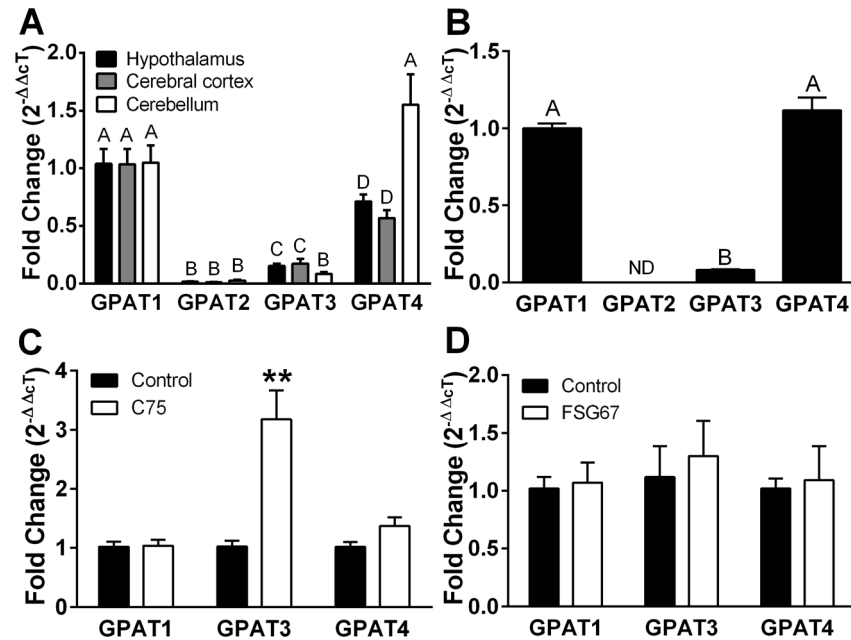 A
Fold Change (2-ΔΔcT)
2.0
1.5
1.0
0.5
0.0
Hypothalamus
Cerebral cortex
Cerebellum
A A A
B B B
C C B
D D A
GPAT1 GPAT2 GPAT3 GPAT4
B
Fold Change (2-ΔΔcT)
1.5
1.0
0.5
0.0
A
ND
B
A
GPAT1 GPAT2 GPAT3 GPAT4
C
Fold Change (2-ΔΔcT)
4
3
2
1
0
Control
C75
**
GPAT1 GPAT3 GPAT4
D
Fold Change (2-ΔΔcT)
2.0
1.5
1.0
0.5
0.0
Control
FSG67
GPAT1 GPAT3 GPAT4